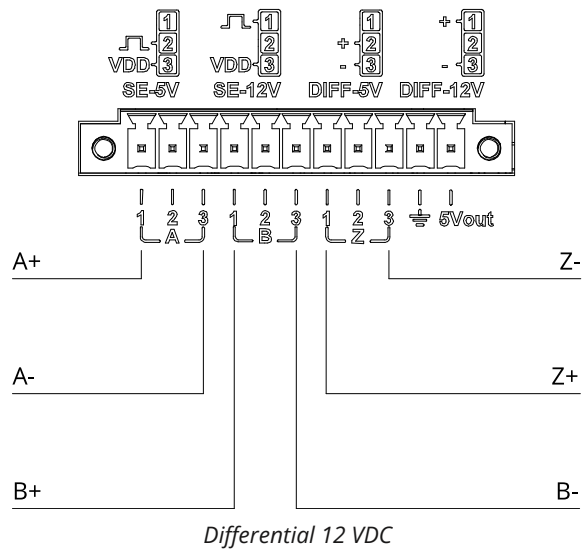 1 1 + 1 + 1
2 2 + 2 2
VDD 3 VDD 3 - 3 - 3
SE-5V SE-12V DIFF-5V DIFF-12V
1 2 3 1 2 3 1 2 3 5Vout
A B Z
A+ Z-
A- Z+
B+ B-
Differential 12 VDC